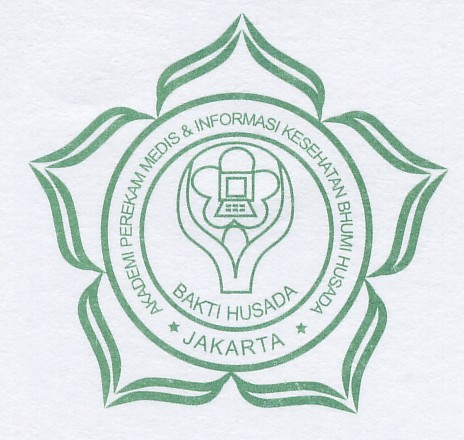 AKADEMI PEREKAM MEDIS & INFORMASI KESEHATAN BHUMI HUSADA
BAKTI HUSADA
JAKARTA